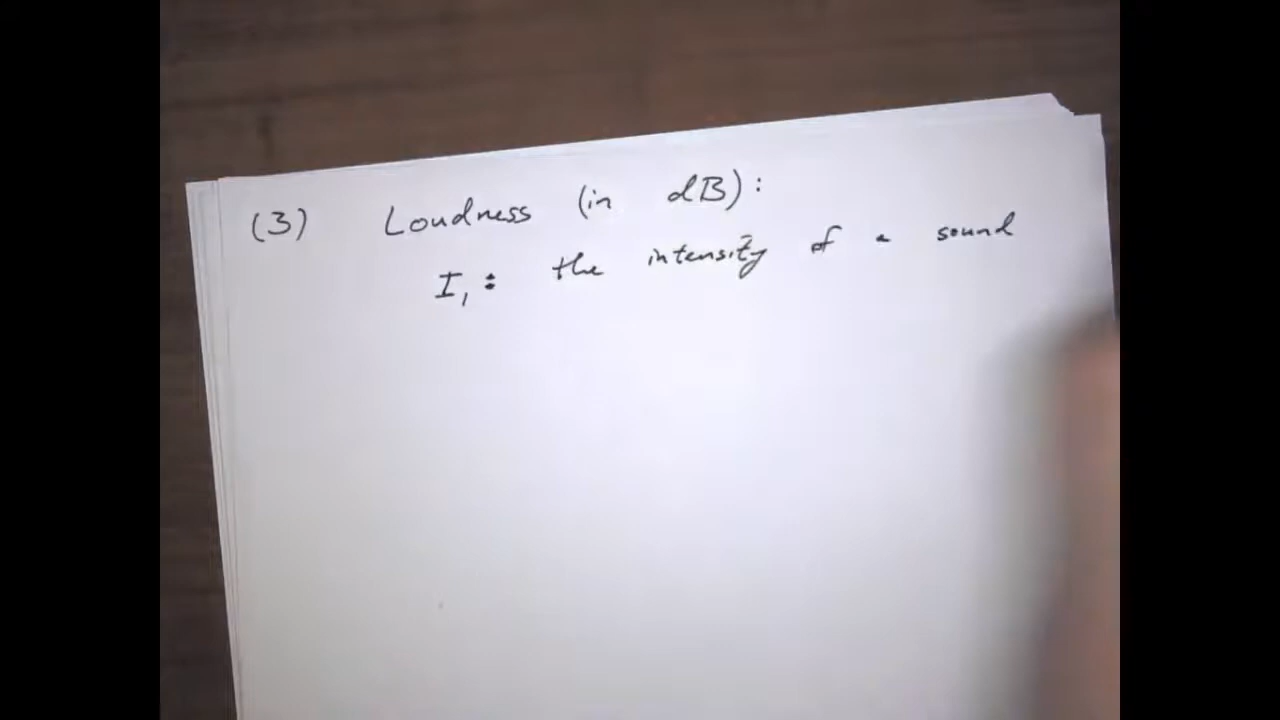 (3) Loudness (in dB):
I₁: the intensity of a sound